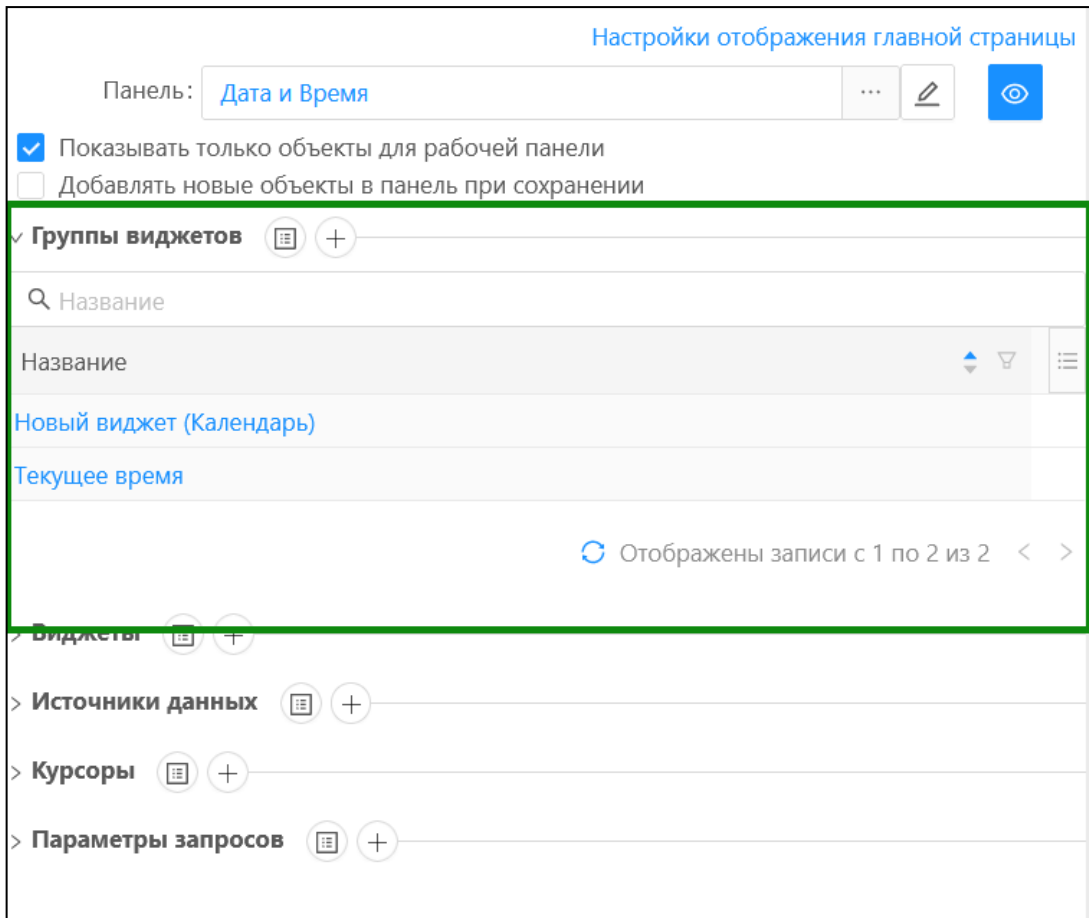 Настройки отображения главной страницы
Панель: Дата и Время ...
Показывать только объекты для рабочей панели
Добавлять новые объекты в панель при сохранении
Группы виджетов
Название
Название
Новый виджет (Календарь)
Текущее время
Отображены записи с 1 по 2 из 2 < >
Виджеты
Источники данных
Курсоры
Параметры запросов